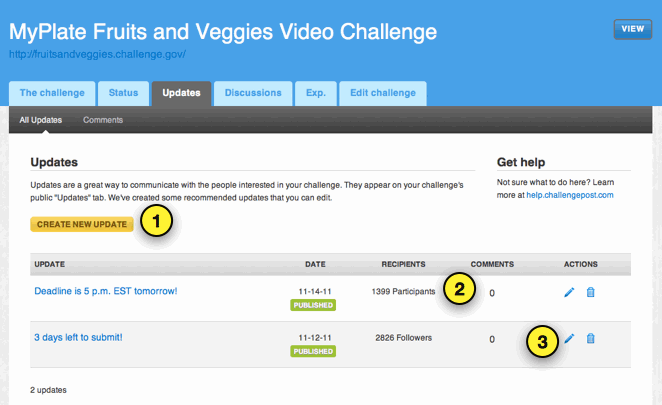 MyPlate Fruits and Veggies Video Challenge
VIEW
http://fruitsandveggies.challenge.gov/
The challenge Status Updates Discussions Exp. Edit challenge
All Updates Comments
Updates
Updates are a great way to communicate with the people interested in your challenge. They appear on your challenge's
public "Updates" tab. We've created some recommended updates that you can edit.
Get help
Not sure what to do here? Learn
more at help.challengepost.com
CREATE NEW UPDATE 1
UPDATE DATE RECIPIENTS COMMENTS ACTIONS
Deadline is 5 p.m. EST tomorrow! 11-14-11 1399 Participants 2 0
PUBLISHED
3 days left to submit! 11-12-11 2826 Followers 0 3
PUBLISHED
2 updates